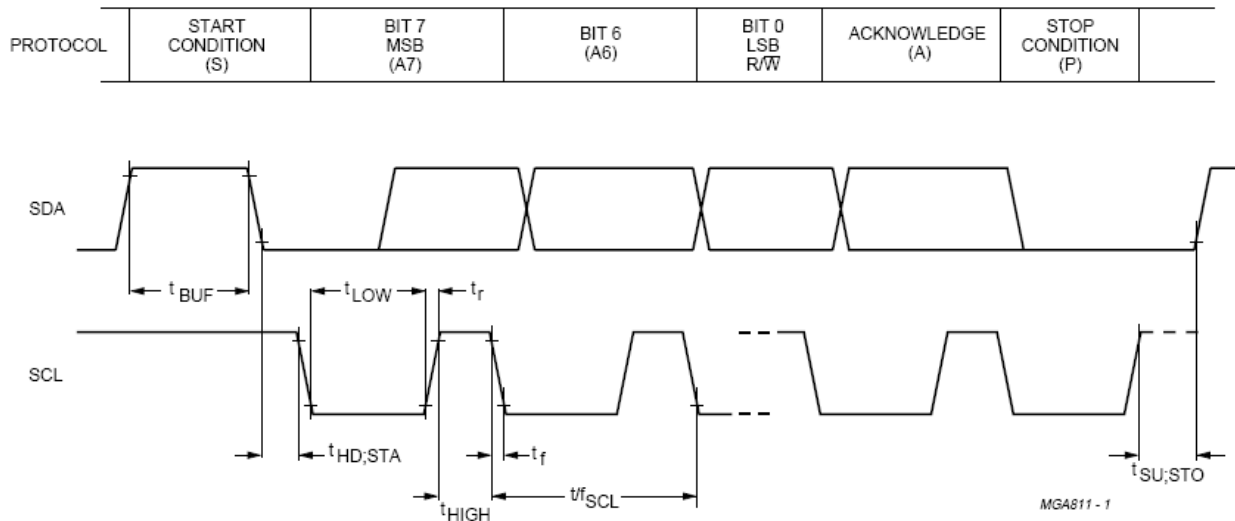 PROTOCOL
START
CONDITION
(S)
BIT 7
MSB
(A7)
BIT 6
(A6)
BIT 0
LSB
R/W̅
ACKNOWLEDGE
(A)
STOP
CONDITION
(P)
SDA
t BUF
t LOW
t r
SCL
t HD;STA
t f
t HIGH
t/f SCL
t SU;STO
MGA811 - 1